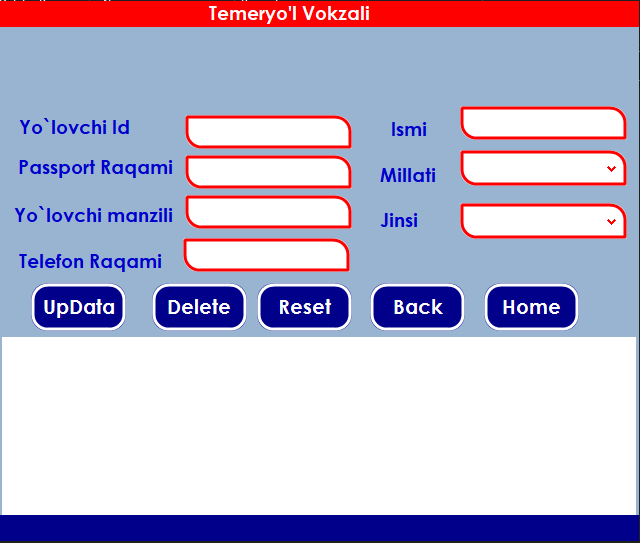 Temeryo'l Vokzali
Yo`lovchi Id
Ismi
Passport Raqami
Millati
Yo`lovchi manzili
Jinsi
Telefon Raqami
UpData Delete Reset Back Home